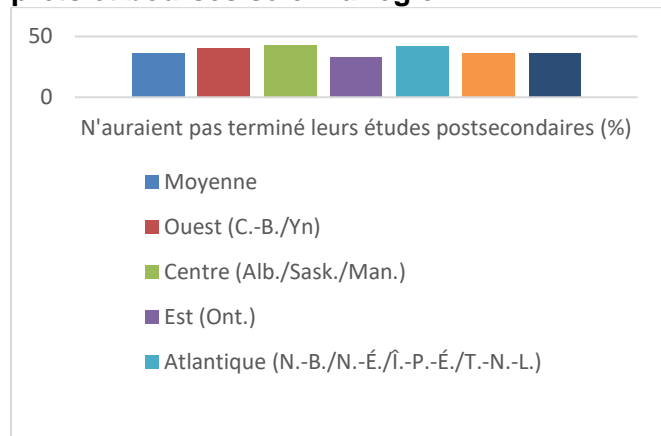 50
0
N'auraient pas terminé leurs études postsecondaires (%)
Moyenne
Ouest (C.-B./Yn)
Centre (Alb./Sask./Man.)
Est (Ont.)
Atlantique (N.-B./N.-É./Î.-P.-É./T.-N.-L.)